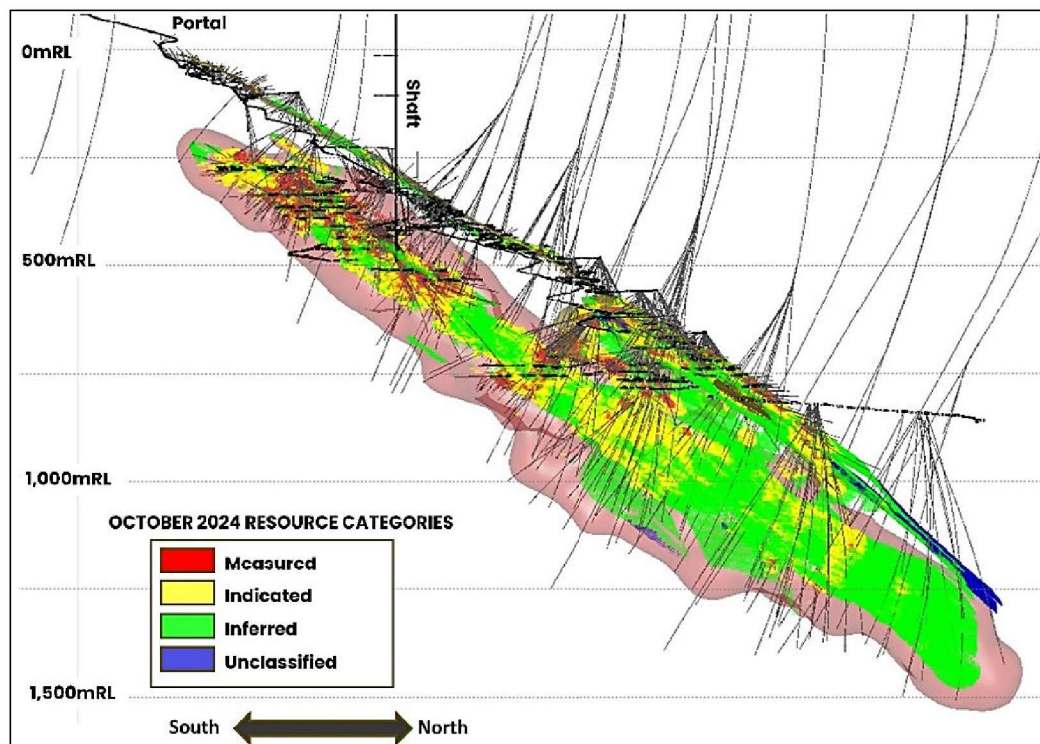 Portal
0mRL
Shaft
500mRL
1,000mRL
OCTOBER 2024 RESOURCE CATEGORIES
Measured
Indicated
Inferred
Unclassified
1,500mRL
South
North